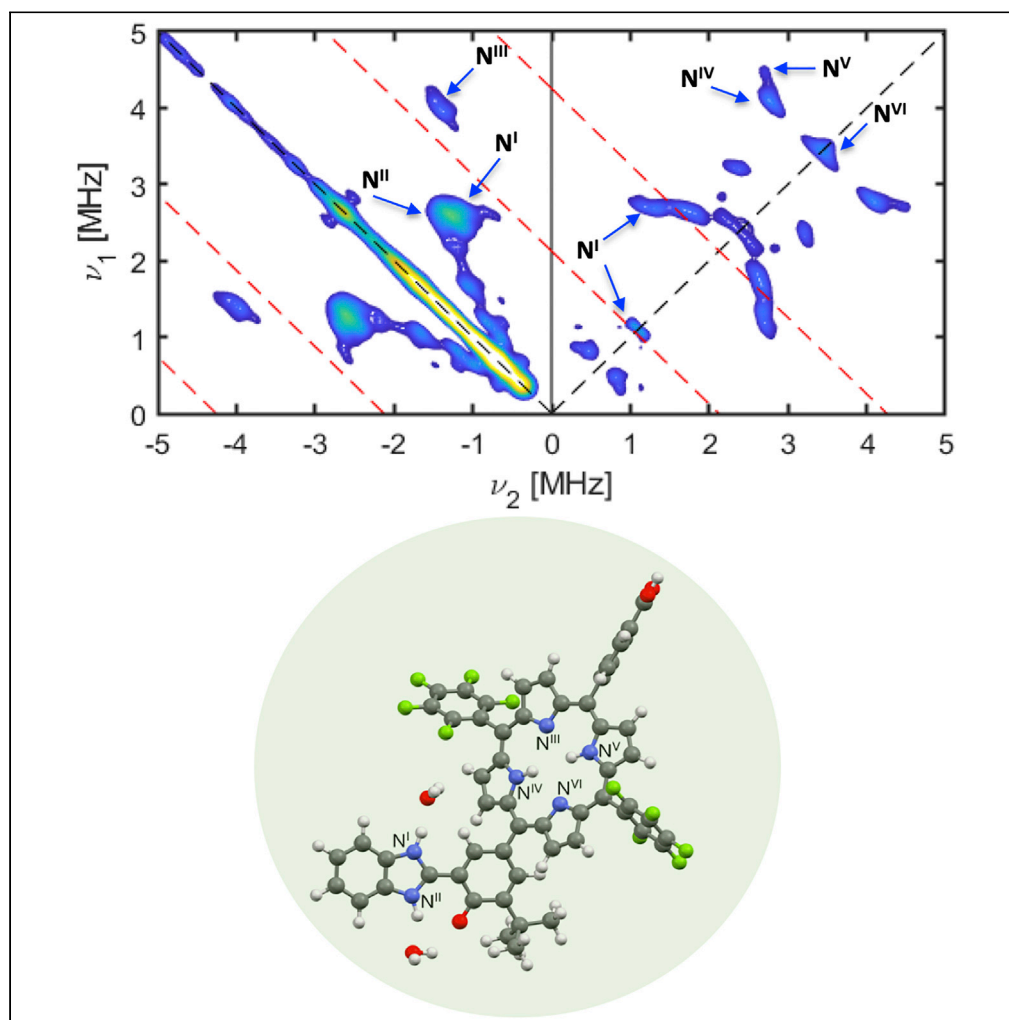 5
4
3
2
1
0
ν₁ [MHz]
-5 -4 -3 -2 -1 0 1 2 3 4 5
ν₂ [MHz]
Nᴵᴵᴵ
Nᴵ
Nᴵᴵ
Nᴵⱽ
Nⱽ
Nⱽᴵ
Nᴵ
Nᴵᴵᴵ
Nⱽ
Nᴵⱽ
Nⱽᴵ
Nᴵ
Nᴵᴵ